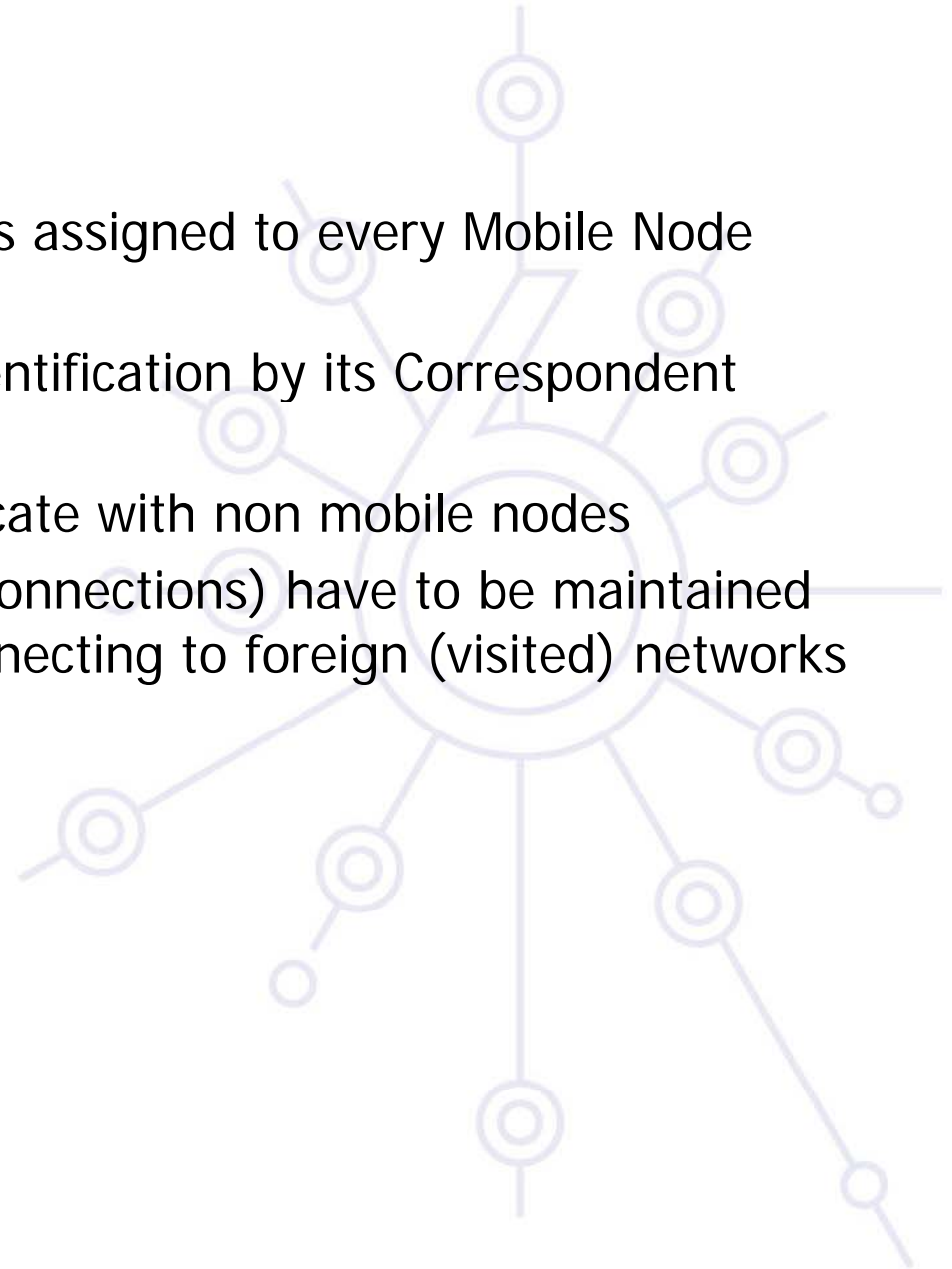 s assigned to every Mobile Node
entification by its Correspondent
cate with non mobile nodes
onnections) have to be maintained
necting to foreign (visited) networks